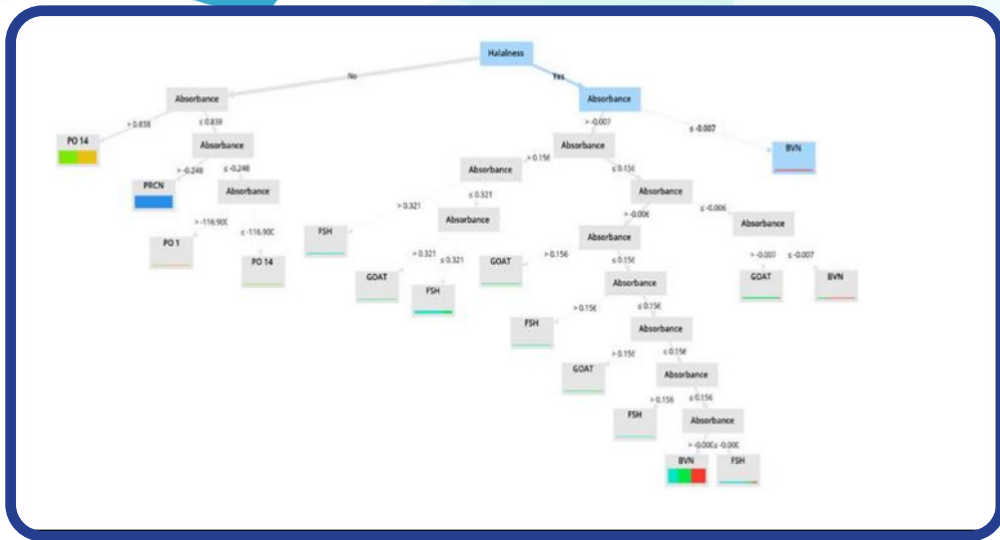 Halalness
No
Yes
Absorbance
Absorbance
> 0.838
≤ 0.838
> -0.007
≤ -0.007
PO 14
Absorbance
Absorbance
BVN
> -0.248
≤ -0.248
> 0.156
≤ 0.156
PRCN
Absorbance
Absorbance
Absorbance
> 0.321
≤ 0.321
> -0.006
≤ -0.006
> -116.900
≤ -116.900
FSH
Absorbance
Absorbance
Absorbance
PO 1
PO 14
> 0.321
≤ 0.321
> 0.156
≤ 0.156
> -0.007
≤ -0.007
GOAT
FSH
GOAT
Absorbance
GOAT
BVN
> 0.156
≤ 0.156
FSH
Absorbance
> 0.156
≤ 0.156
GOAT
Absorbance
> 0.156
≤ 0.156
FSH
Absorbance
BVN
FSH